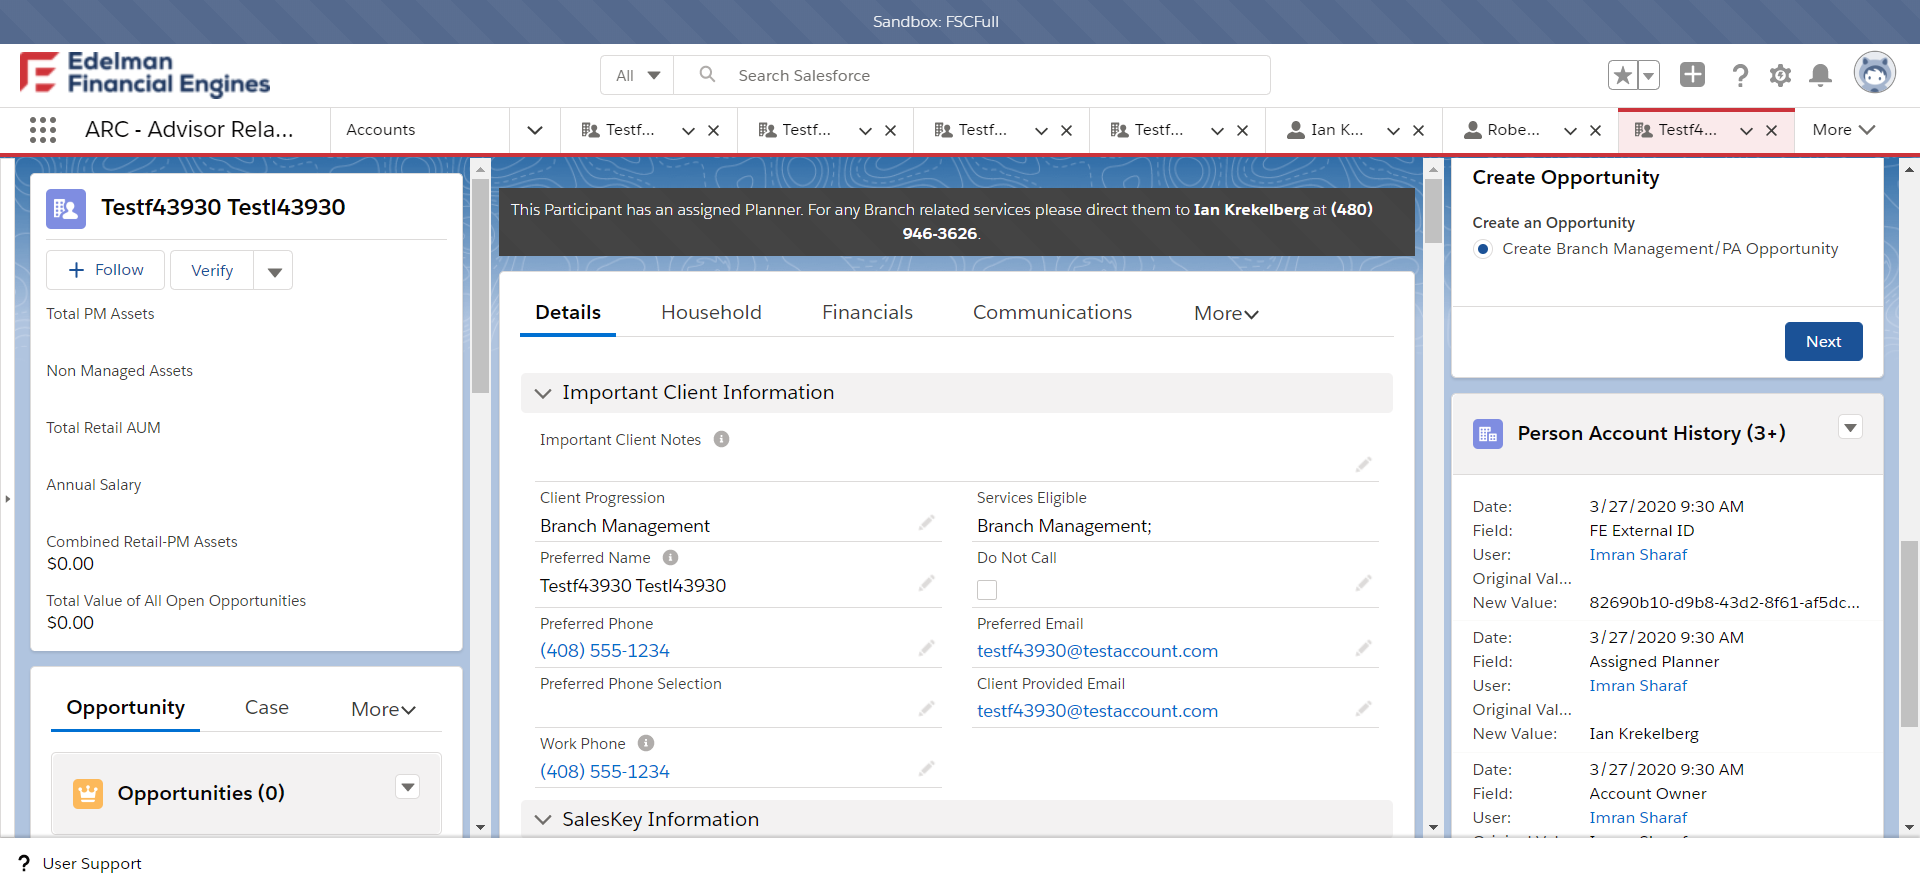 Sandbox: FSCFull
Edelman
Financial Engines
All
Search Salesforce
ARC - Advisor Rela...
Accounts
Testf...
Testf...
Testf...
Testf...
Ian K...
Robe...
Testf4...
More
Testf43930 Testl43930
Follow
Verify
Total PM Assets
Non Managed Assets
Total Retail AUM
Annual Salary
Combined Retail-PM Assets
$0.00
Total Value of All Open Opportunities
$0.00
Opportunity
Case
More
Opportunities (0)
This Participant has an assigned Planner. For any Branch related services please direct them to Ian Krekelberg at (480)
946-3626.
Details
Household
Financials
Communications
More
Important Client Information
Important Client Notes
Client Progression
Branch Management
Services Eligible
Branch Management;
Preferred Name
Testf43930 Testl43930
Do Not Call
Preferred Phone
(408) 555-1234
Preferred Email
testf43930@testaccount.com
Preferred Phone Selection
Client Provided Email
testf43930@testaccount.com
Work Phone
(408) 555-1234
SalesKey Information
Create Opportunity
Create an Opportunity
Create Branch Management/PA Opportunity
Next
Person Account History (3+)
Date: 3/27/2020 9:30 AM
Field: FE External ID
User: Imran Sharaf
Original Val...
New Value: 82690b10-d9b8-43d2-8f61-af5dc...
Date: 3/27/2020 9:30 AM
Field: Assigned Planner
User: Imran Sharaf
Original Val...
New Value: Ian Krekelberg
Date: 3/27/2020 9:30 AM
Field: Account Owner
User: Imran Sharaf
? User Support